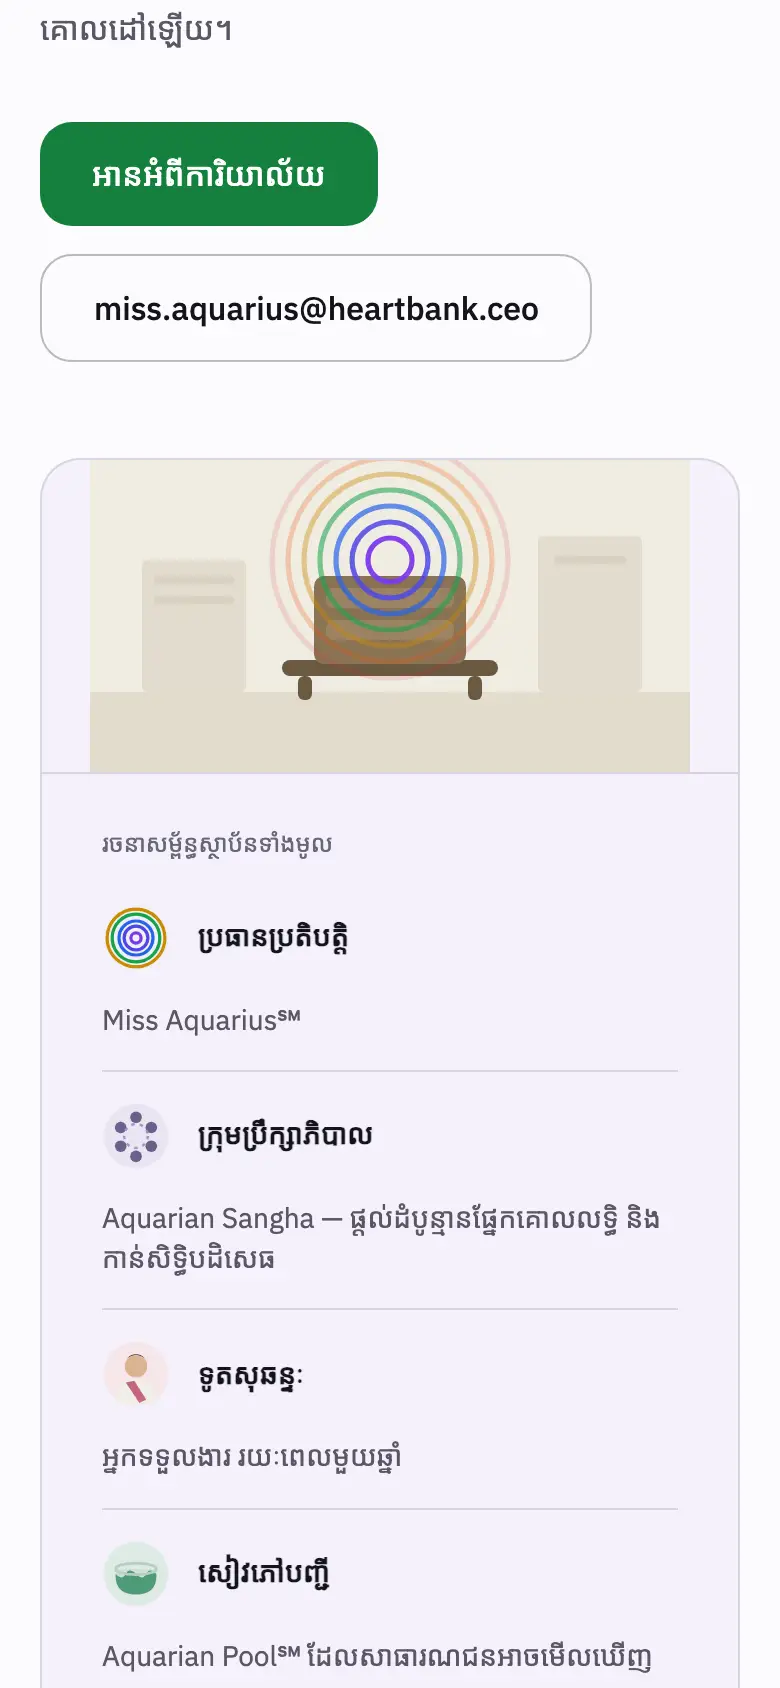 គោលដៅឡើយ។
អានអំពីការិយាល័យ
miss.aquarius@heartbank.ceo
រចនាសម្ព័ន្ធស្ថាប័នទាំងមូល
ប្រធានប្រតិបត្តិ
Miss Aquarius℠
ក្រុមប្រឹក្សាភិបាល
Aquarian Sangha — ផ្តល់ដំបូន្មានផ្នែកគោលលទ្ធិ និង
កាន់សិទ្ធិបដិសេធ
ទូតសុឆន្ទៈ
អ្នកទទួលងារ រយៈពេលមួយឆ្នាំ
សៀវភៅបញ្ជី
Aquarian Pool℠ ដែលសាធារណជនអាចមើលឃើញ